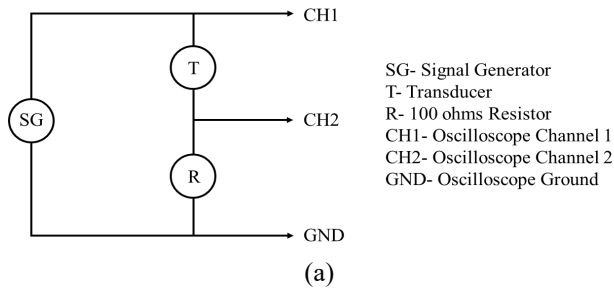 CH1
T
SG
CH2
R
GND
SG- Signal Generator
T- Transducer
R- 100 ohms Resistor
CH1- Oscilloscope Channel 1
CH2- Oscilloscope Channel 2
GND- Oscilloscope Ground
(a)